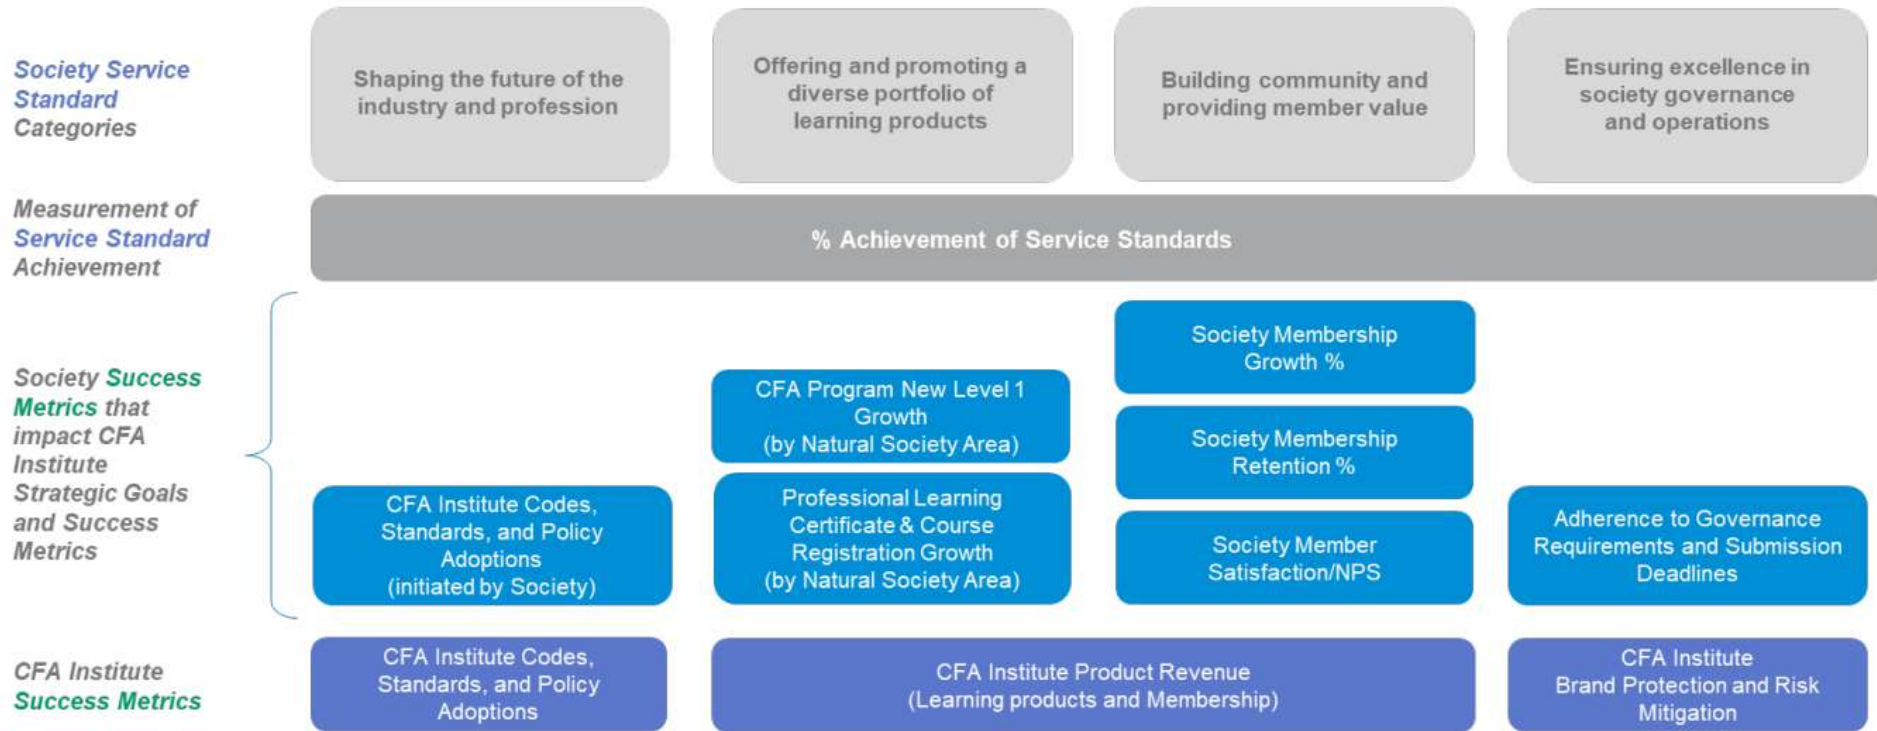 Society Service
Standard
Categories
Shaping the future of the
industry and profession
Offering and promoting a
diverse portfolio of
learning products
Building community and
providing member value
Ensuring excellence in
society governance
and operations
Measurement of
Service Standard
Achievement
% Achievement of Service Standards
Society Success
Metrics that
impact CFA
Institute
Strategic Goals
and Success
Metrics
CFA Institute Codes,
Standards, and Policy
Adoptions
(initiated by Society)
CFA Program New Level 1
Growth
(by Natural Society Area)
Professional Learning
Certificate & Course
Registration Growth
(by Natural Society Area)
Society Membership
Growth %
Society Membership
Retention %
Society Member
Satisfaction/NPS
Adherence to Governance
Requirements and Submission
Deadlines
CFA Institute
Success Metrics
CFA Institute Codes,
Standards, and Policy
Adoptions
CFA Institute Product Revenue
(Learning products and Membership)
CFA Institute
Brand Protection and Risk
Mitigation